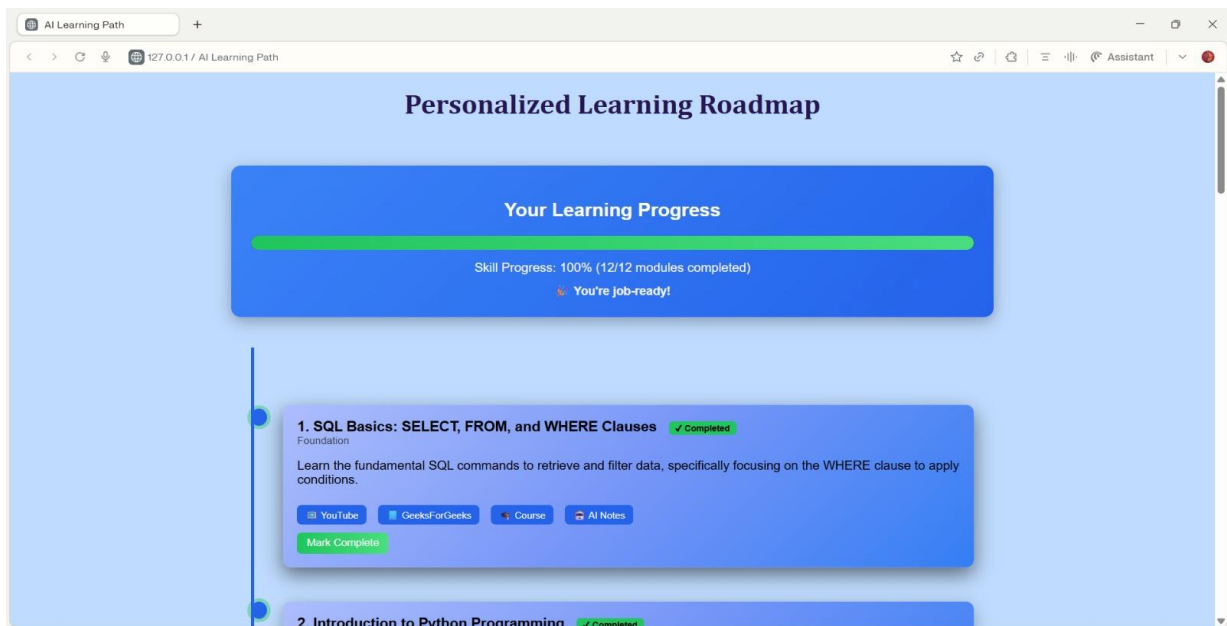 AI Learning Path
127.0.0.1 / AI Learning Path
Assistant
Personalized Learning Roadmap
Your Learning Progress
Skill Progress: 100% (12/12 modules completed)
You're job-ready!
1. SQL Basics: SELECT, FROM, and WHERE Clauses ✓ Completed
Foundation
Learn the fundamental SQL commands to retrieve and filter data, specifically focusing on the WHERE clause to apply
conditions.
YouTube GeeksForGeeks Course AI Notes
Mark Complete
2. Introduction to Python Programming ✓ Completed